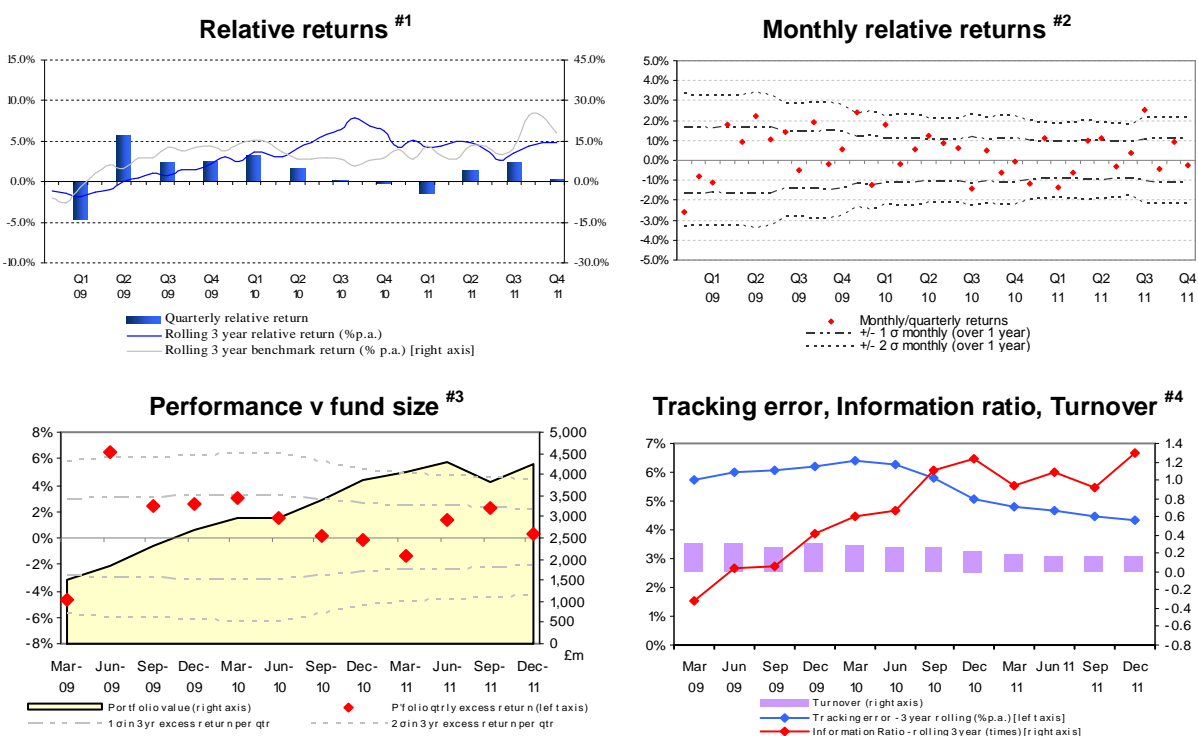 Relative returns #1
15.0%
10.0%
5.0%
0.0%
-5.0%
-10.0%
45.0%
30.0%
15.0%
0.0%
-15.0%
-30.0%
Q1 Q2 Q3 Q4 Q1 Q2 Q3 Q4 Q1 Q2 Q3 Q4
09 09 09 09 10 10 10 10 11 11 11 11
Quarterly relative return
Rolling 3 year relative return (%p.a.)
Rolling 3 year benchmark return (% p.a.) [right axis]
Monthly relative returns #2
5.0%
4.0%
3.0%
2.0%
1.0%
0.0%
-1.0%
-2.0%
-3.0%
-4.0%
-5.0%
Q1 Q2 Q3 Q4 Q1 Q2 Q3 Q4 Q1 Q2 Q3 Q4
09 09 09 09 10 10 10 10 11 11 11 11
Monthly/quarterly returns
+/- 1 σ monthly (over 1 year)
+/- 2 σ monthly (over 1 year)
Performance v fund size #3
8%
6%
4%
2%
0%
-2%
-4%
-6%
-8%
5,000
4,500
4,000
3,500
3,000
2,500
2,000
1,500
1,000
500
0
£m
Mar- Jun- Sep- Dec- Mar- Jun- Sep- Dec- Mar- Jun- Sep- Dec-
09 09 09 09 10 10 10 10 11 11 11 11
Portfolio value (right axis)
P'folio qtrly excess return (left axis)
1 σ in 3 yr excess return per qtr
2 σ in 3 yr excess return per qtr
Tracking error, Information ratio, Turnover #4
7%
6%
5%
4%
3%
2%
1%
0%
1.4
1.2
1.0
0.8
0.6
0.4
0.2
0.0
-0.2
-0.4
-0.6
-0.8
Mar Jun Sep Dec Mar Jun Sep Dec Mar Jun 11 Sep Dec
09 09 09 09 10 10 10 10 11 11 11
Turnover (right axis)
Tracking error - 3 year rolling (%p.a.) [left axis]
Information Ratio - rolling 3 year (times) [right axis]